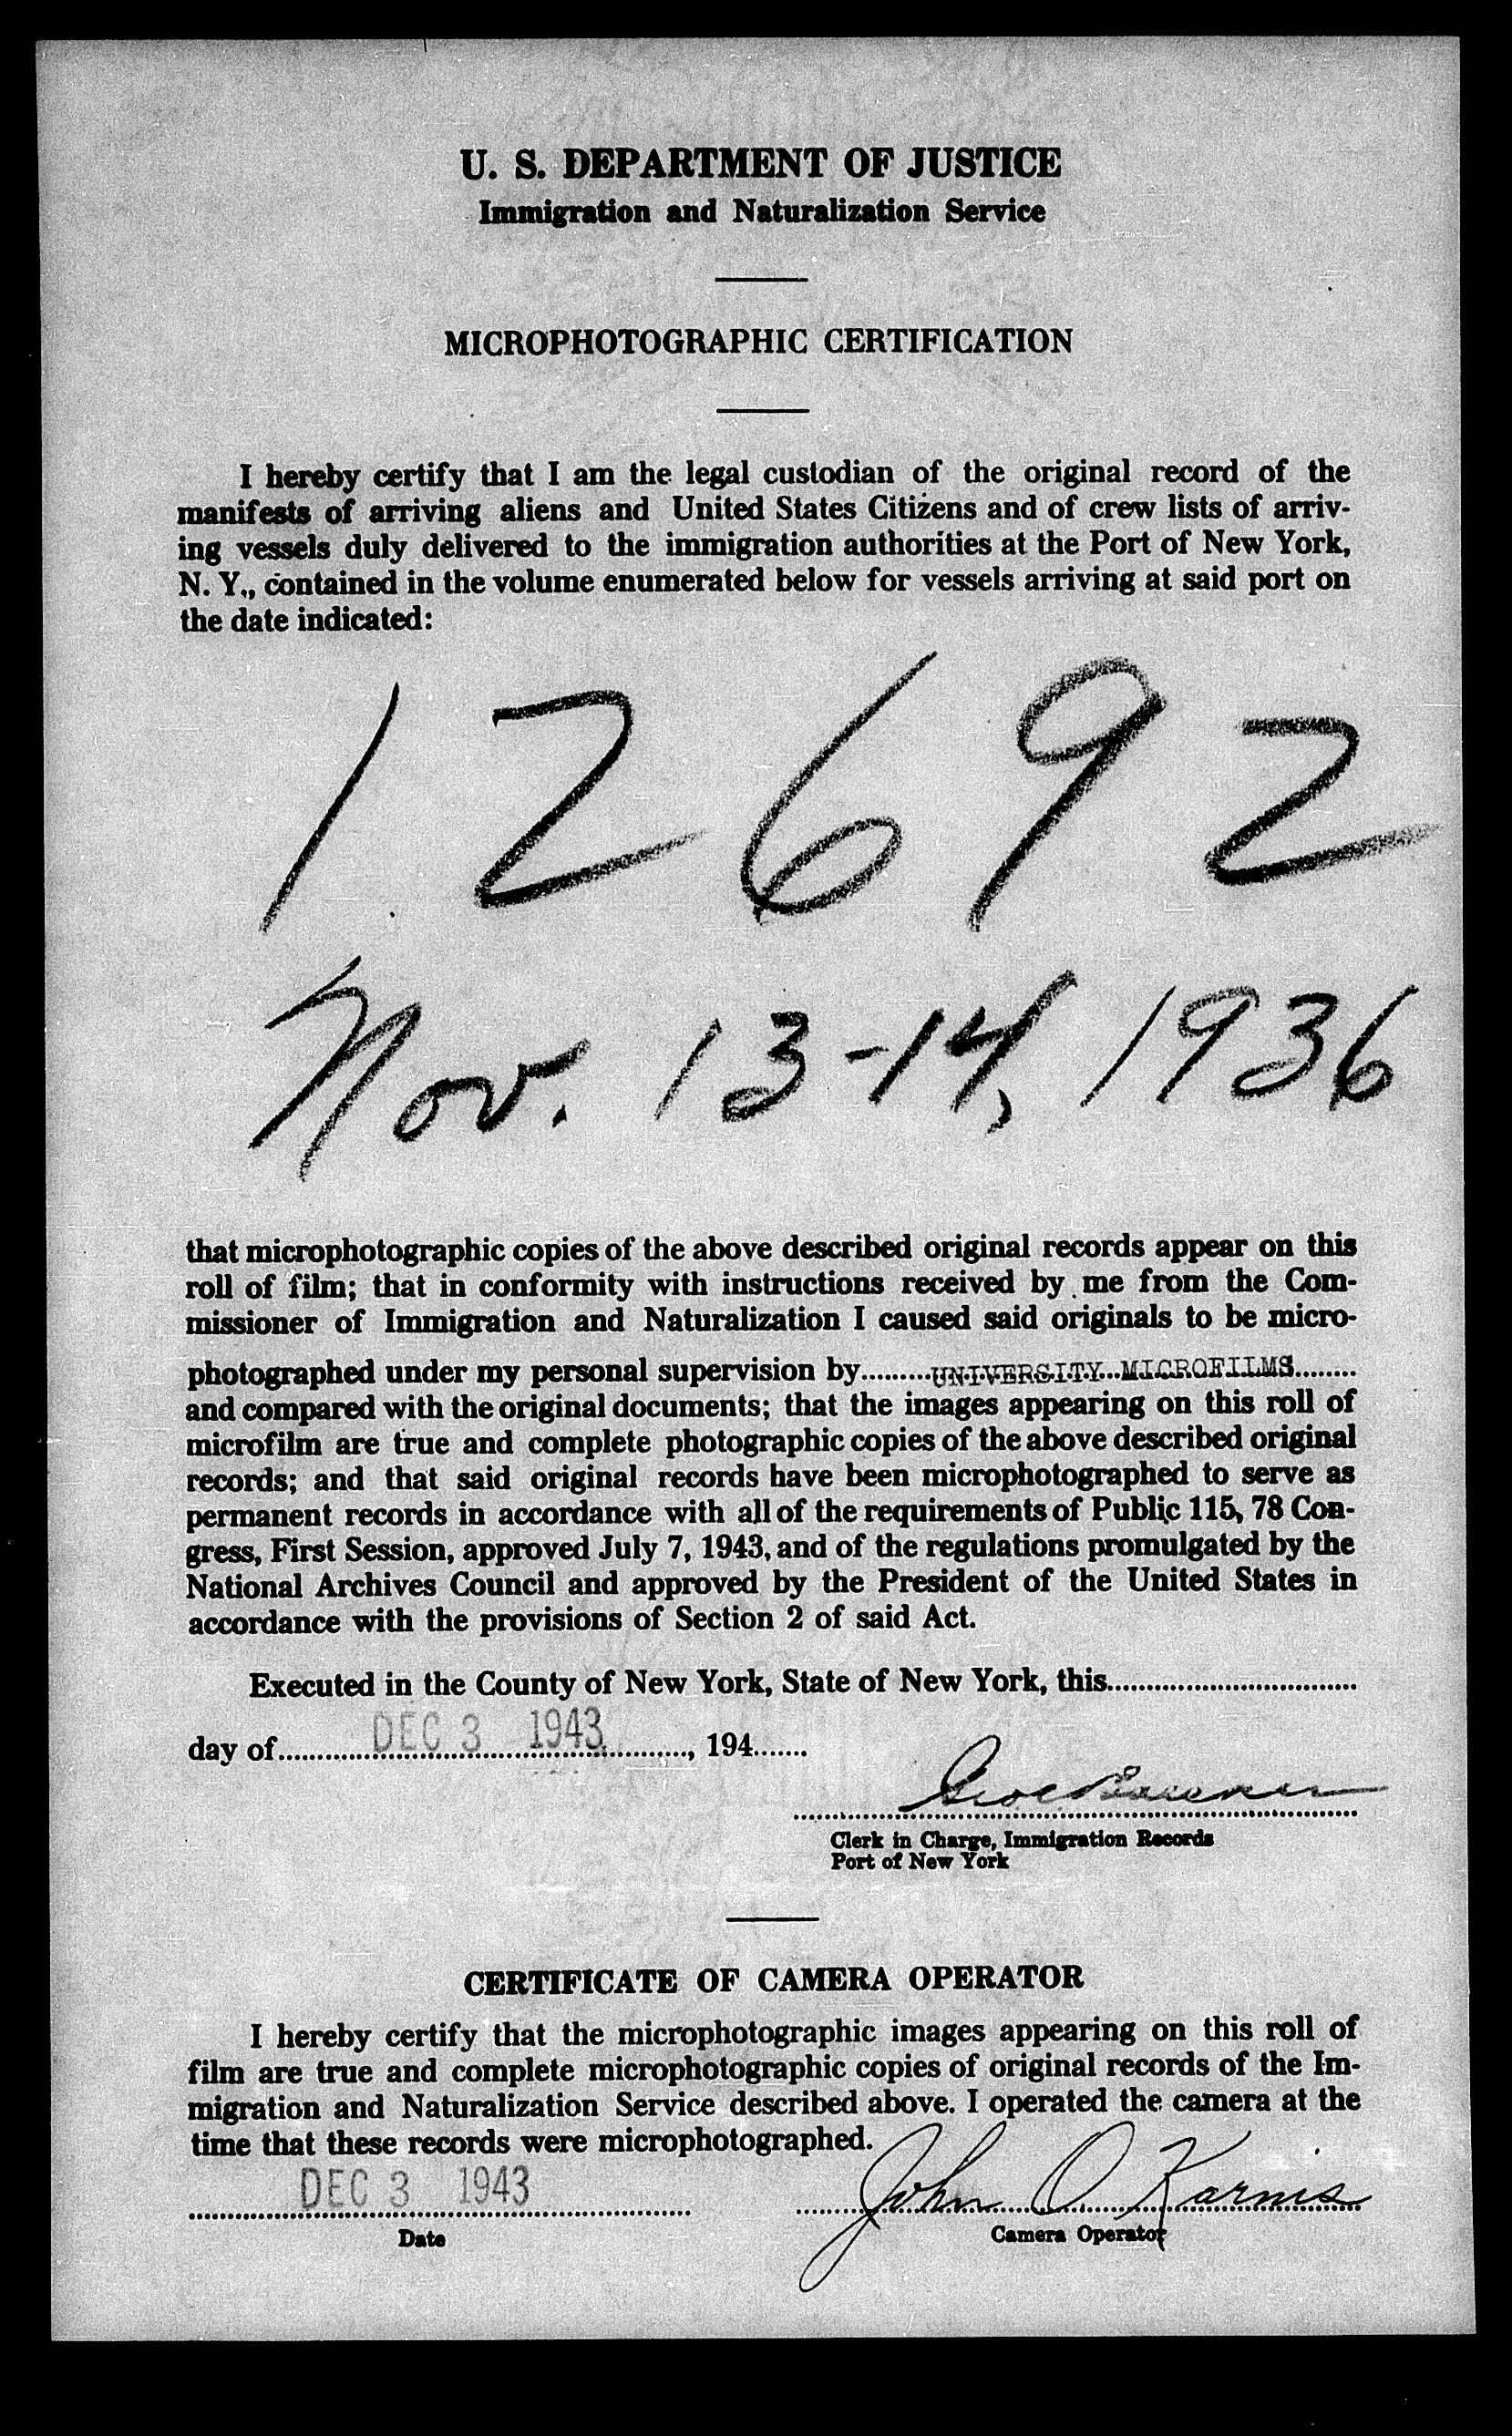 U. S. DEPARTMENT OF JUSTICE
Immigration and Naturalization Service
MICROPHOTOGRAPHIC CERTIFICATION
I hereby certify that I am the legal custodian of the original record of the
manifests of arriving aliens and United States Citizens and of crew lists of arriv-
ing vessels duly delivered to the immigration authorities at the Port of New York,
N. Y., contained in the volume enumerated below for vessels arriving at said port on
the date indicated:
12692
Nov. 13-14, 1936
that microphotographic copies of the above described original records appear on this
roll of film; that in conformity with instructions received by me from the Com-
missioner of Immigration and Naturalization I caused said originals to be micro-
photographed under my personal supervision by.........UNIVERSITY MICROFILMS........
and compared with the original documents; that the images appearing on this roll of
microfilm are true and complete photographic copies of the above described original
records; and that said original records have been microphotographed to serve as
permanent records in accordance with all of the requirements of Public 115, 78 Con-
gress, First Session, approved July 7, 1943, and of the regulations promulgated by the
National Archives Council and approved by the President of the United States in
accordance with the provisions of Section 2 of said Act.
Executed in the County of New York, State of New York, this................................
day of............DEC 3 1943............, 194.......
Clerk in Charge, Immigration Records
Port of New York
CERTIFICATE OF CAMERA OPERATOR
I hereby certify that the microphotographic images appearing on this roll of
film are true and complete microphotographic copies of original records of the Im-
migration and Naturalization Service described above. I operated the camera at the
time that these records were microphotographed.
DEC 3 1943 John O Karnis
Date Camera Operator